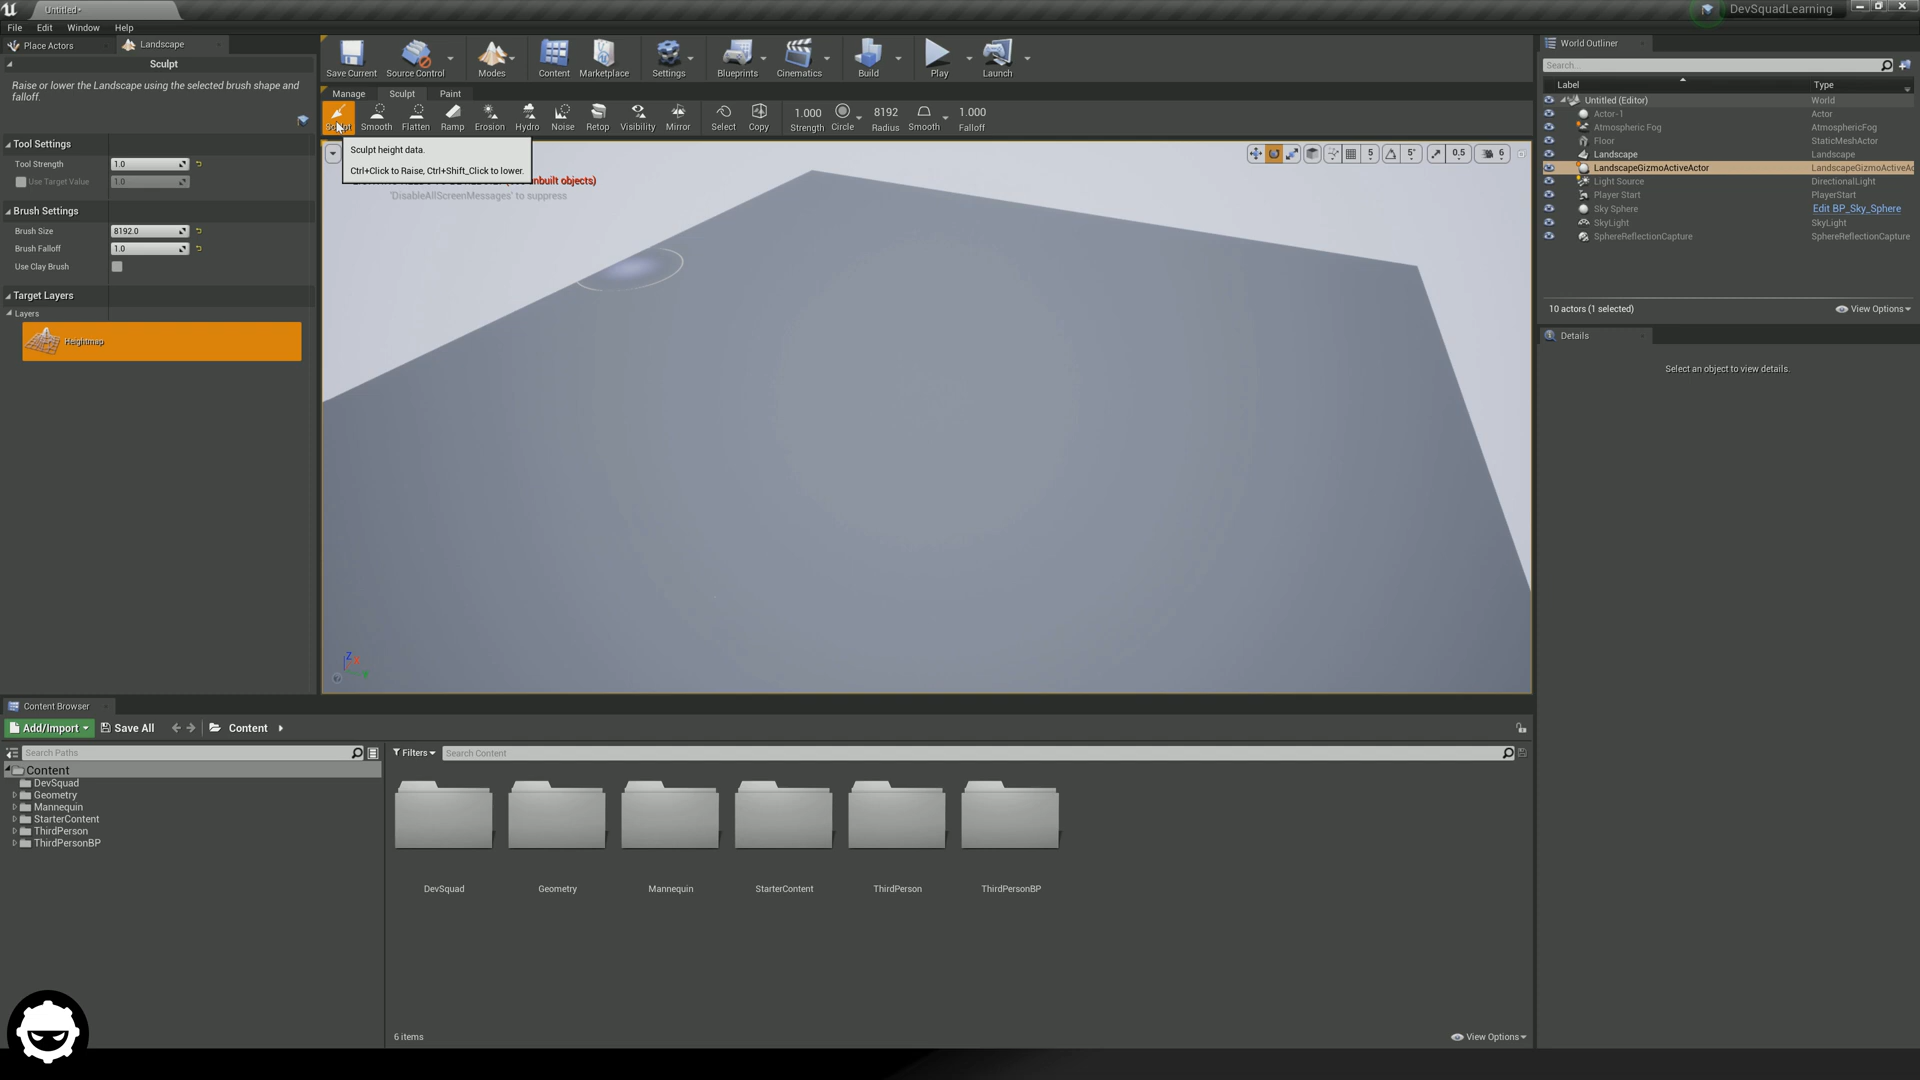 Untitled*
DevSquadLearning
File Edit Window Help
Place Actors
Landscape
Sculpt
Raise or lower the Landscape using the selected brush shape and
falloff.
Tool Settings
Tool Strength 1.0
Use Target Value 1.0
Brush Settings
Brush Size 8192.0
Brush Falloff 1.0
Use Clay Brush
Target Layers
Layers
Heightmap
Save Current Source Control Modes Content Marketplace Settings Blueprints Cinematics Build Play Launch
Manage Sculpt Paint
Sculpt Smooth Flatten Ramp Erosion Hydro Noise Retop Visibility Mirror Select Copy
1.000 Strength
Circle
8192 Radius
Smooth
1.000 Falloff
Sculpt height data.
Ctrl+Click to Raise, Ctrl+Shift_Click to lower.
unbuilt objects)
'DisableAllScreenMessages' to suppress
5 5° 0.5 6
Z
World Outliner
Search...
Label Type
Untitled (Editor) World
Actor-1 Actor
Atmospheric Fog AtmosphericFog
Floor StaticMeshActor
Landscape Landscape
LandscapeGizmoActiveActor LandscapeGizmoActiveAc
Light Source DirectionalLight
Player Start PlayerStart
Sky Sphere Edit BP_Sky_Sphere
SkyLight SkyLight
SphereReflectionCapture SphereReflectionCapture
10 actors (1 selected)
View Options
Details
Select an object to view details.
Content Browser
Add/Import Save All Content
Search Paths
Filters
Search Content
Content
DevSquad
Geometry
Mannequin
StarterContent
ThirdPerson
ThirdPersonBP
DevSquad Geometry Mannequin StarterContent ThirdPerson ThirdPersonBP
6 items
View Options